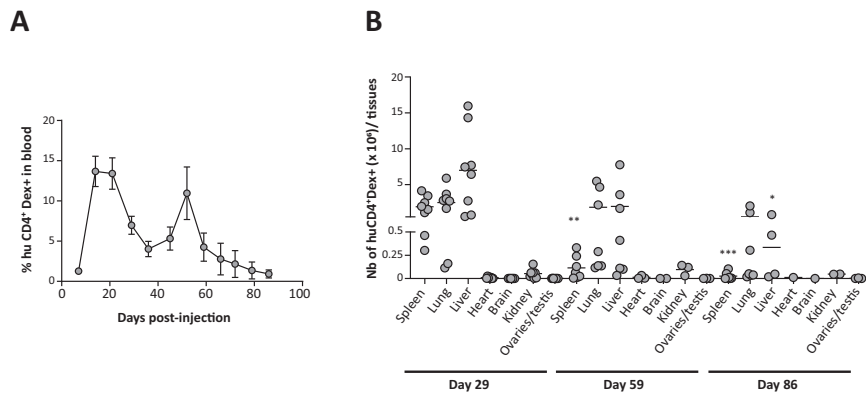 A
B
% hu CD4+ Dex+ in blood
20
15
10
5
0
0
20
40
60
80
100
Days post-injection
Nb of huCD4+Dex+ (x 10⁶)/ tissues
20
15
10
5
0.50
0.25
0
**
***
*
Spleen
Lung
Liver
Heart
Brain
Kidney
Ovaries/testis
Spleen
Lung
Liver
Heart
Brain
Kidney
Ovaries/testis
Spleen
Lung
Liver
Heart
Brain
Kidney
Ovaries/testis
Day 29
Day 59
Day 86